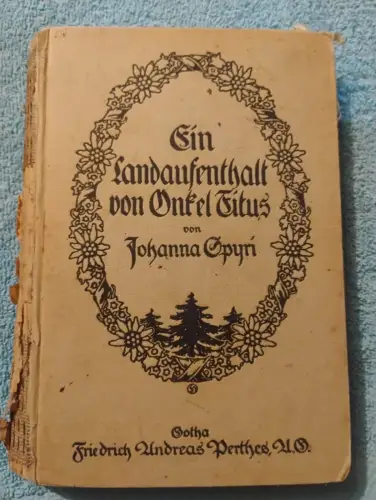 Ein
Landaufenthalt
von Onkel Titus
von
Johanna Spyri
Gotha
Friedrich Andreas Perthes, A.G.